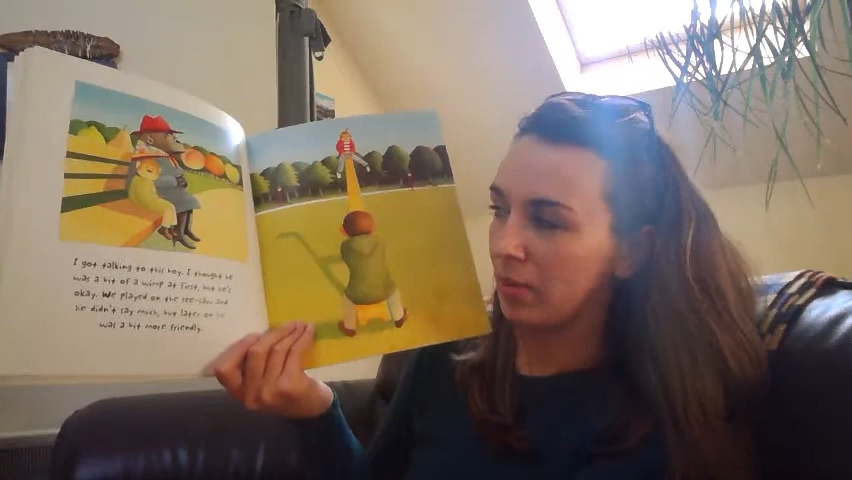 I got talking to this boy. I thought he
was a bit of a wimp at first, but he's
okay. We played on the see-saw and
he didn't say much, but later on he
was a bit more friendly.